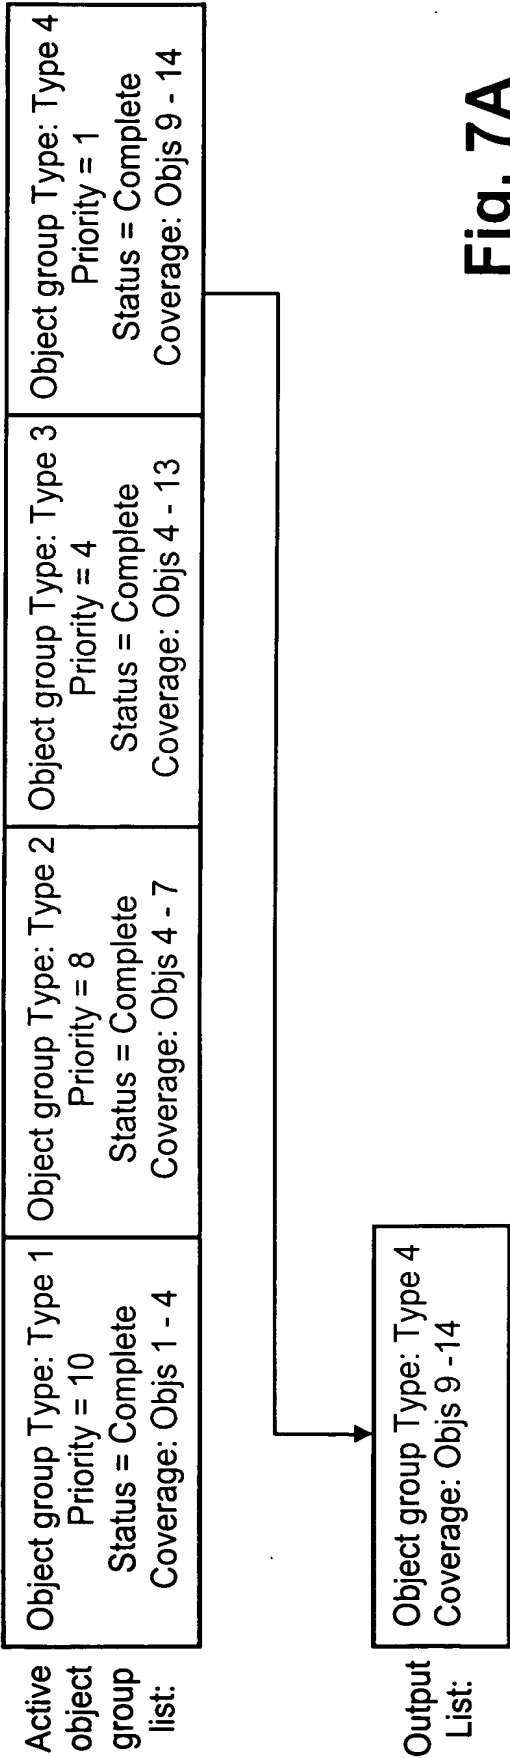 Active
object
group
list:
Object group Type: Type 1
Priority = 10
Status = Complete
Coverage: Objs 1 - 4
Object group Type: Type 2
Priority = 8
Status = Complete
Coverage: Objs 4 - 7
Object group Type: Type 3
Priority = 4
Status = Complete
Coverage: Objs 4 - 13
Object group Type: Type 4
Priority = 1
Status = Complete
Coverage: Objs 9 - 14
Output
List:
Object group Type: Type 4
Coverage: Objs 9 -14
Fig. 7A